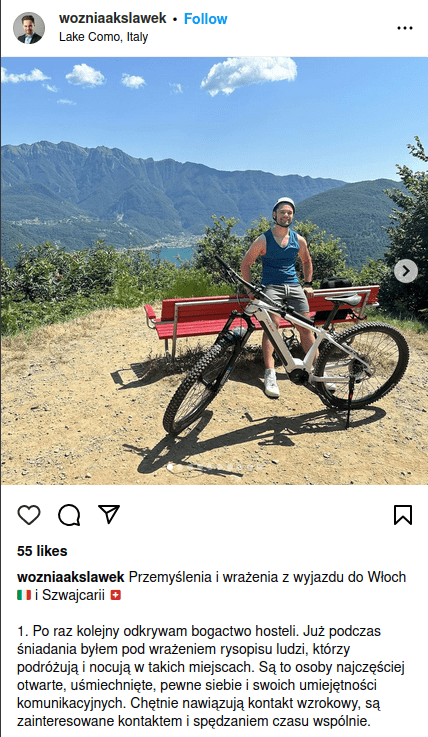 wozniaakslawek • Follow
Lake Como, Italy
55 likes
wozniaakslawek Przemyślenia i wrażenia z wyjazdu do Włoch
🇮🇹 i Szwajcarii 🇨🇭
1. Po raz kolejny odkrywam bogactwo hosteli. Już podczas
śniadania byłem pod wrażeniem rysopisu ludzi, którzy
podróżują i nocują w takich miejscach. Są to osoby najczęściej
otwarte, uśmiechnięte, pewne siebie i swoich umiejętności
komunikacyjnych. Chętnie nawiązują kontakt wzrokowy, są
zainteresowane kontaktem i spędzaniem czasu wspólnie.